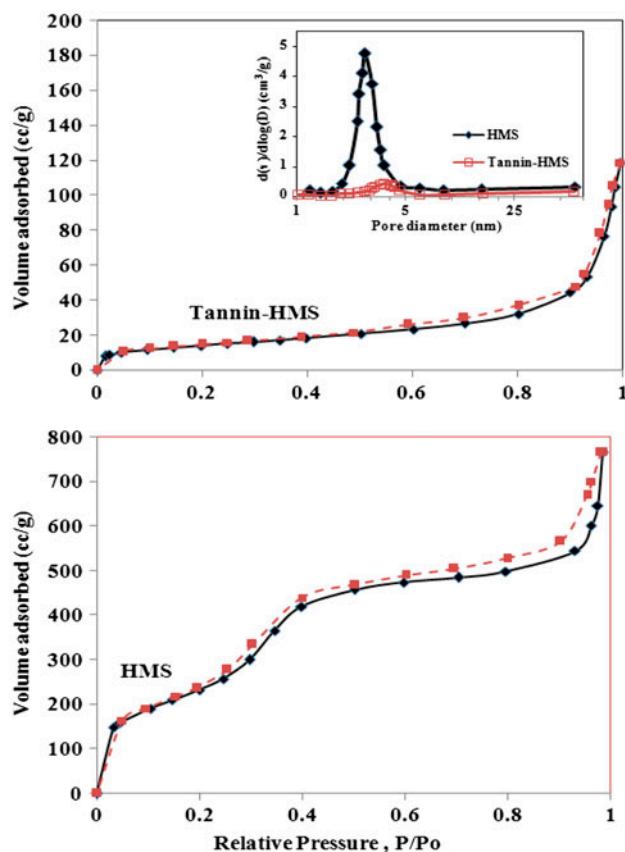 200
180
160
140
120
100
80
60
40
20
0
Volume adsorbed (cc/g)
0 0.2 0.4 0.6 0.8 1
Tannin-HMS
5
4
3
2
1
0
d(v)/dlog(D) (cm³/g)
1 5 25
Pore diameter (nm)
HMS
Tannin-HMS
800
700
600
500
400
300
200
100
0
Volume adsorbed (cc/g)
HMS
0 0.2 0.4 0.6 0.8 1
Relative Pressure , P/Po